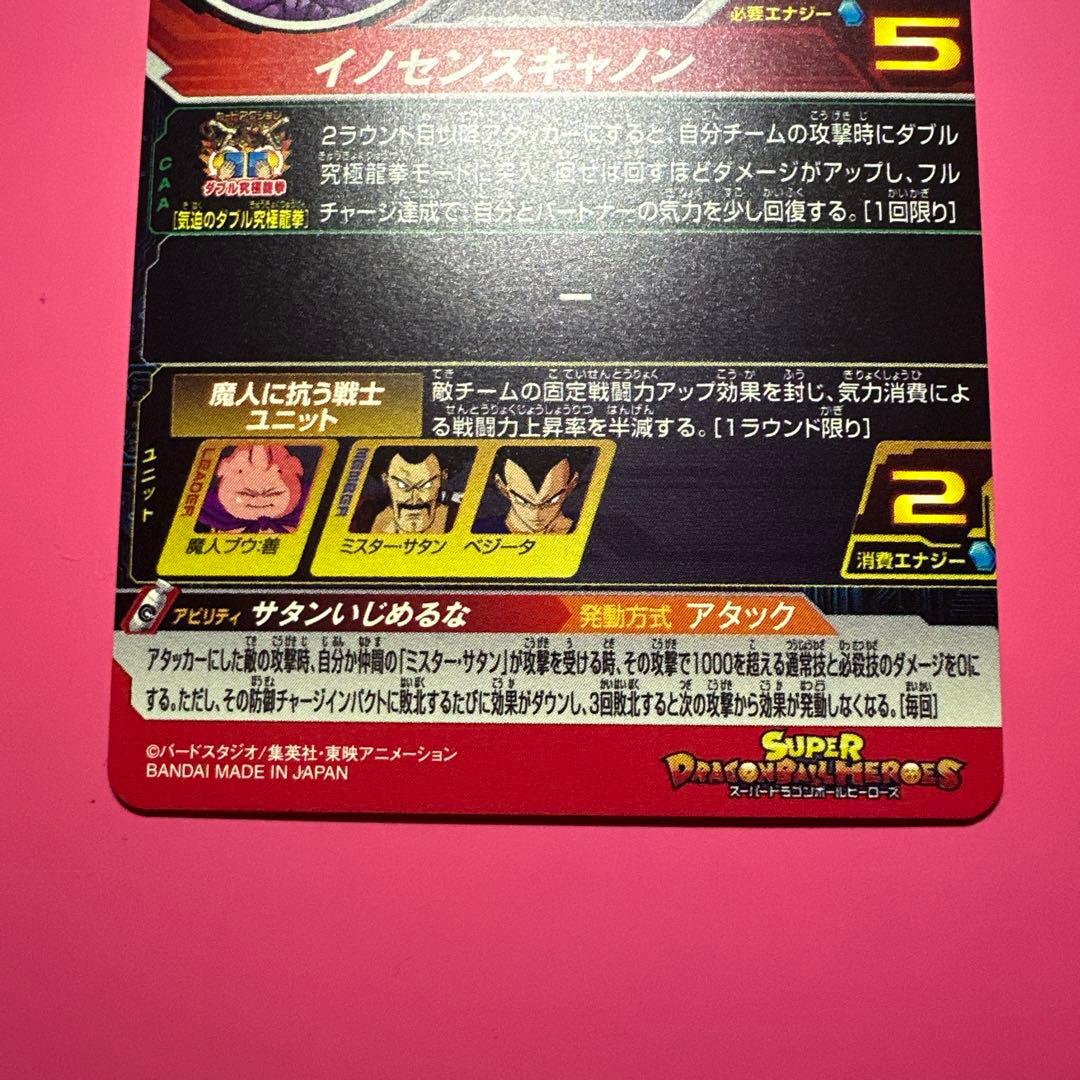 必要エナジー
5
イノセンスキャノン
CAA
ダブル究極龍拳
[気迫のダブル究極龍拳]
2ラウンド目以降アタッカーにすると、自分チームの攻撃時にダブル
究極龍拳モードに突入。回せば回すほどダメージがアップし、フル
チャージ達成で、自分とパートナーの気力を少し回復する。[1回限り]
—
ユニット
魔人に抗う戦士
ユニット
敵チームの固定戦闘力アップ効果を封じ、気力消費によ
る戦闘力上昇率を半減する。[1ラウンド限り]
LEADER
魔人ブウ:善
MEMBER
ミスター・サタン
ベジータ
2
消費エナジー
アビリティ サタンいじめるな
発動方式 アタック
アタッカーにした敵の攻撃時、自分か仲間の「ミスター・サタン」が攻撃を受ける時、その攻撃で1000を超える通常技と必殺技のダメージを0に
する。ただし、その防御チャージインパクトに敗北するたびに効果がダウンし、3回敗北すると次の攻撃から効果が発動しなくなる。[毎回]
©バードスタジオ/集英社・東映アニメーション
BANDAI MADE IN JAPAN
SUPER
DRAGONBALL HEROES
スーパードラゴンボールヒーローズ